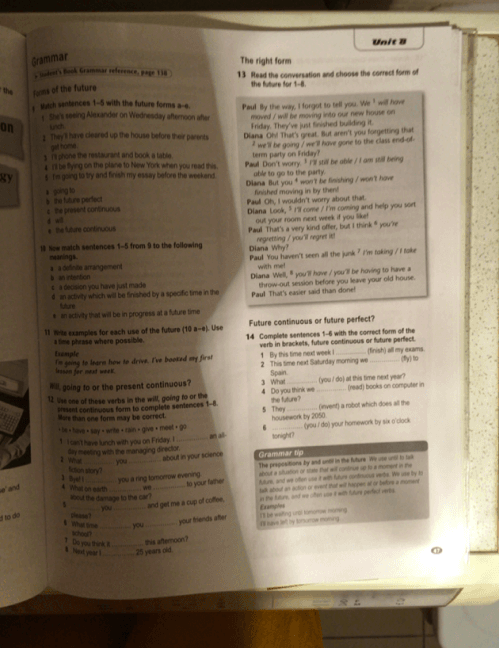 Unit 8
Grammar
Student's Book Grammar reference, page 116
Forms of the future
9 Match sentences 1–5 with the future forms a–e.
1 She's seeing Alexander on Wednesday afternoon after
lunch.
2 They'll have cleared up the house before their parents
get home.
3 I'll phone the restaurant and book a table.
4 I'll be flying on the plane to New York when you read this.
5 I'm going to try and finish my essay before the weekend.
a going to
b the future perfect
c the present continuous
d will
e the future continuous
10 Now match sentences 1–5 from 9 to the following
meanings.
a a definite arrangement
b an intention
c a decision you have just made
d an activity which will be finished by a specific time in the
future
e an activity that will be in progress at a future time
11 Write examples for each use of the future (10 a–e). Use
a time phrase where possible.
Example
I'm going to learn how to drive. I've booked my first
lesson for next week.
Will, going to or the present continuous?
12 Use one of these verbs in the will, going to or the
present continuous form to complete sentences 1–8.
More than one form may be correct.
• be • have • say • write • rain • give • meet • go
1 I can't have lunch with you on Friday. I ______ an all-
day meeting with the managing director.
2 What ______ you ______ about in your science
fiction story?
3 Bye! I ______ you a ring tomorrow evening.
4 What on earth ______ we ______ to your father
about the damage to the car?
5 ______ you ______ and get me a cup of coffee,
please?
6 What time ______ you ______ your friends after
school?
7 Do you think it ______ this afternoon?
8 Next year I ______ 25 years old.
The right form
13 Read the conversation and choose the correct form of
the future for 1–8.
Paul By the way, I forgot to tell you. We 1 will have
moved / will be moving into our new house on
Friday. They've just finished building it.
Diana Oh! That's great. But aren't you forgetting that
2 we'll be going / we'll have gone to the class end-of-
term party on Friday?
Paul Don't worry. 3 I'll still be able / I am still being
able to go to the party.
Diana But you 4 won't be finishing / won't have
finished moving in by then!
Paul Oh, I wouldn't worry about that.
Diana Look, 5 I'll come / I'm coming and help you sort
out your room next week if you like!
Paul That's a very kind offer, but I think 6 you're
regretting / you'll regret it!
Diana Why?
Paul You haven't seen all the junk 7 I'm taking / I take
with me!
Diana Well, 8 you'll have / you'll be having to have a
throw-out session before you leave your old house.
Paul That's easier said than done!
Future continuous or future perfect?
14 Complete sentences 1–6 with the correct form of the
verb in brackets, future continuous or future perfect.
1 By this time next week I ______ (finish) all my exams.
2 This time next Saturday morning we ______ (fly) to
Spain.
3 What ______ (you / do) at this time next year?
4 Do you think we ______ (read) books on computer in
the future?
5 They ______ (invent) a robot which does all the
housework by 2050.
6 ______ (you / do) your homework by six o'clock
tonight?
Grammar tip
The prepositions by and until in the future. We use until to talk
about a situation or state that will continue up to a moment in the
future, and we often use it with future continuous verbs. We use by to
talk about an action or event that will happen at or before a moment
in the future, and we often use it with future perfect verbs.
Examples
I'll be waiting until tomorrow morning.
I'll have left by tomorrow morning.